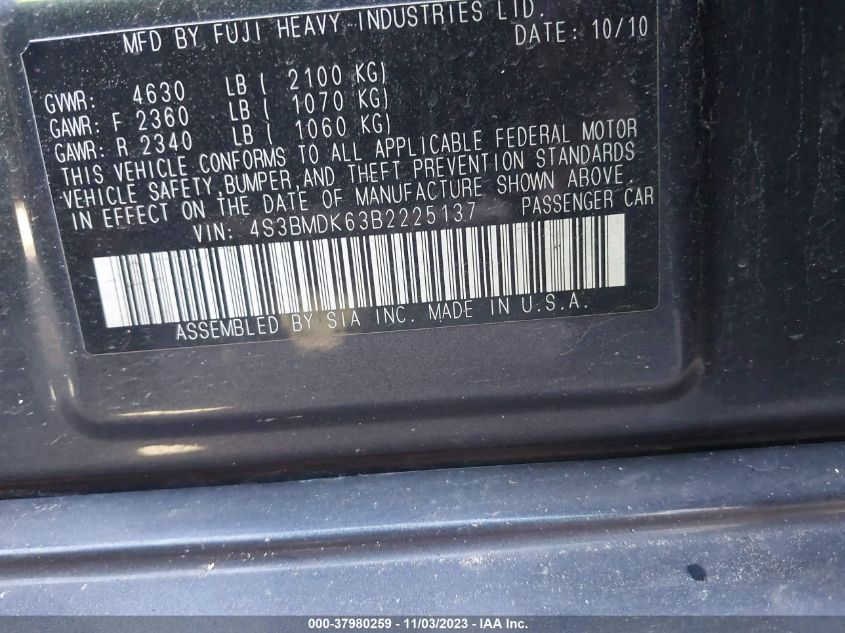 MFD BY FUJI HEAVY INDUSTRIES LTD.
DATE: 10/10
GVWR: 4630 LB ( 2100 KG)
GAWR: F 2360 LB ( 1070 KG)
GAWR: R 2340 LB ( 1060 KG)
THIS VEHICLE CONFORMS TO ALL APPLICABLE FEDERAL MOTOR
VEHICLE SAFETY,BUMPER,AND THEFT PREVENTION STANDARDS
IN EFFECT ON THE DATE OF MANUFACTURE SHOWN ABOVE.
VIN: 4S3BMDK63B2225137 PASSENGER CAR
ASSEMBLED BY SIA INC. MADE IN U.S.A.
000-37980259 - 11/03/2023 - IAA Inc.